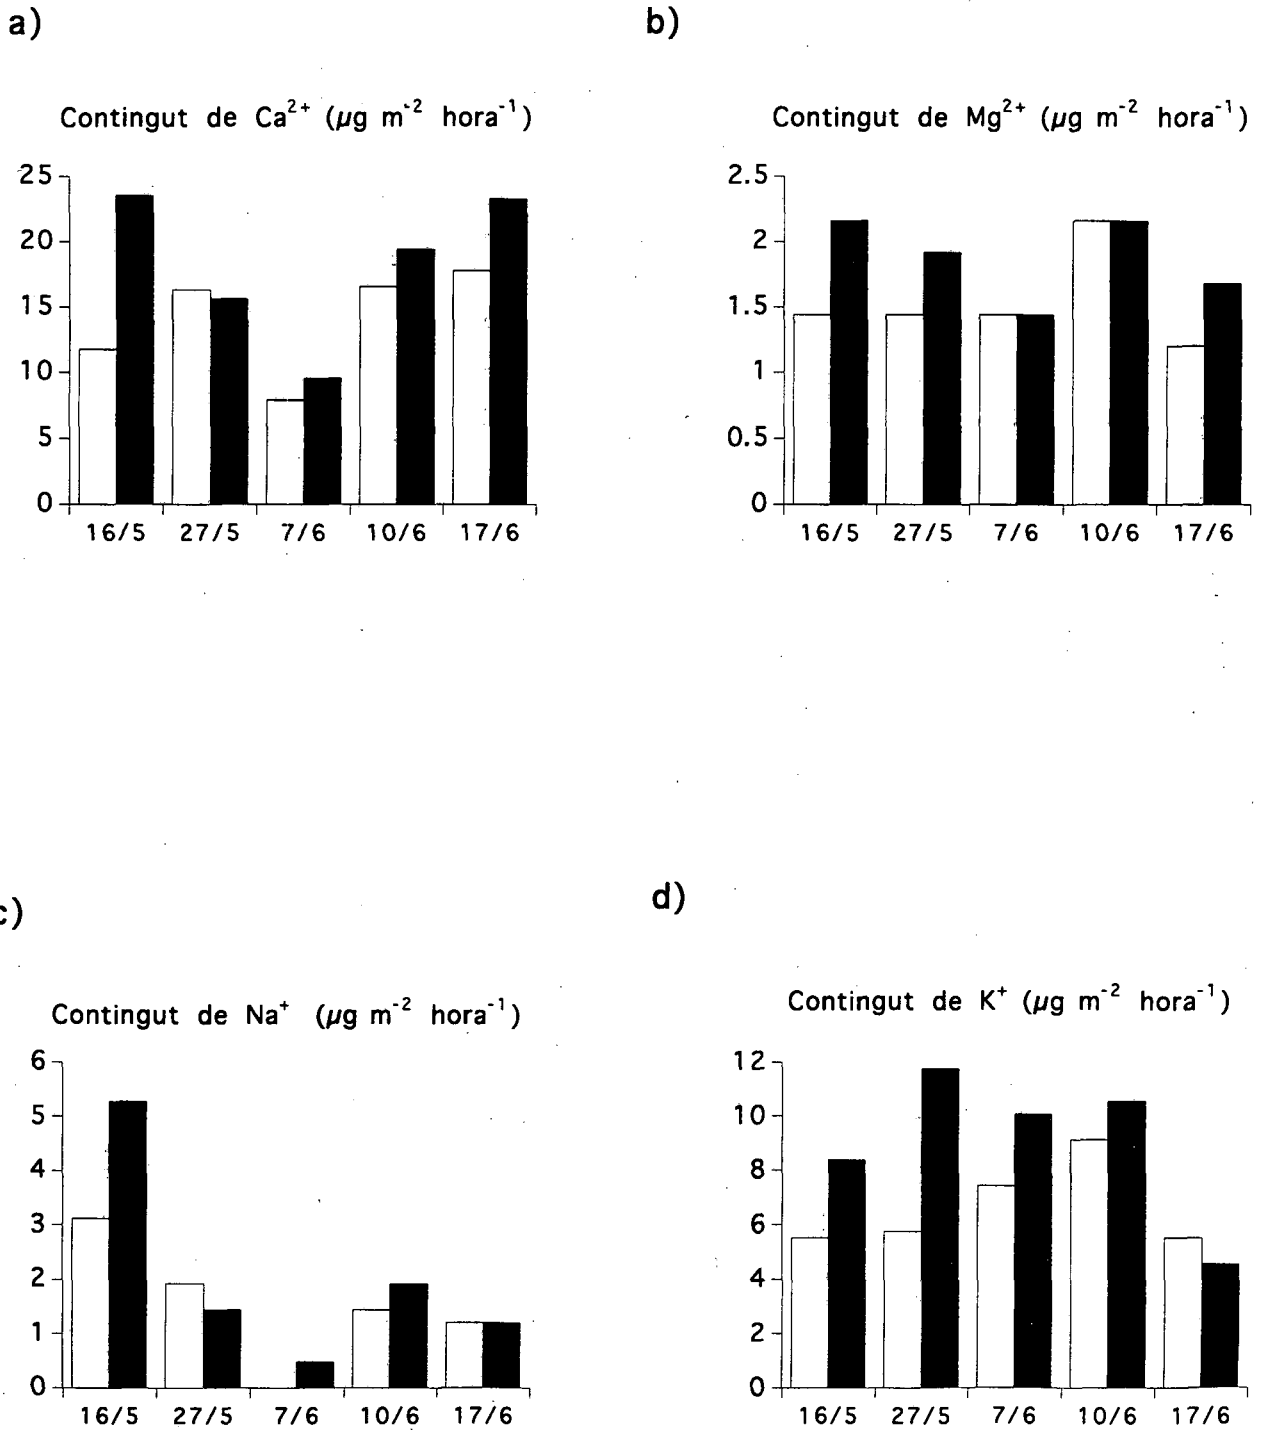 a)
Contingut de Ca²⁺ (µg m⁻² hora⁻¹)
25
20
15
10
5
0
16/5 27/5 7/6 10/6 17/6
b)
Contingut de Mg²⁺ (µg m⁻² hora⁻¹)
2.5
2
1.5
1
0.5
0
16/5 27/5 7/6 10/6 17/6
c)
Contingut de Na⁺ (µg m⁻² hora⁻¹)
6
5
4
3
2
1
0
16/5 27/5 7/6 10/6 17/6
d)
Contingut de K⁺ (µg m⁻² hora⁻¹)
12
10
8
6
4
2
0
16/5 27/5 7/6 10/6 17/6